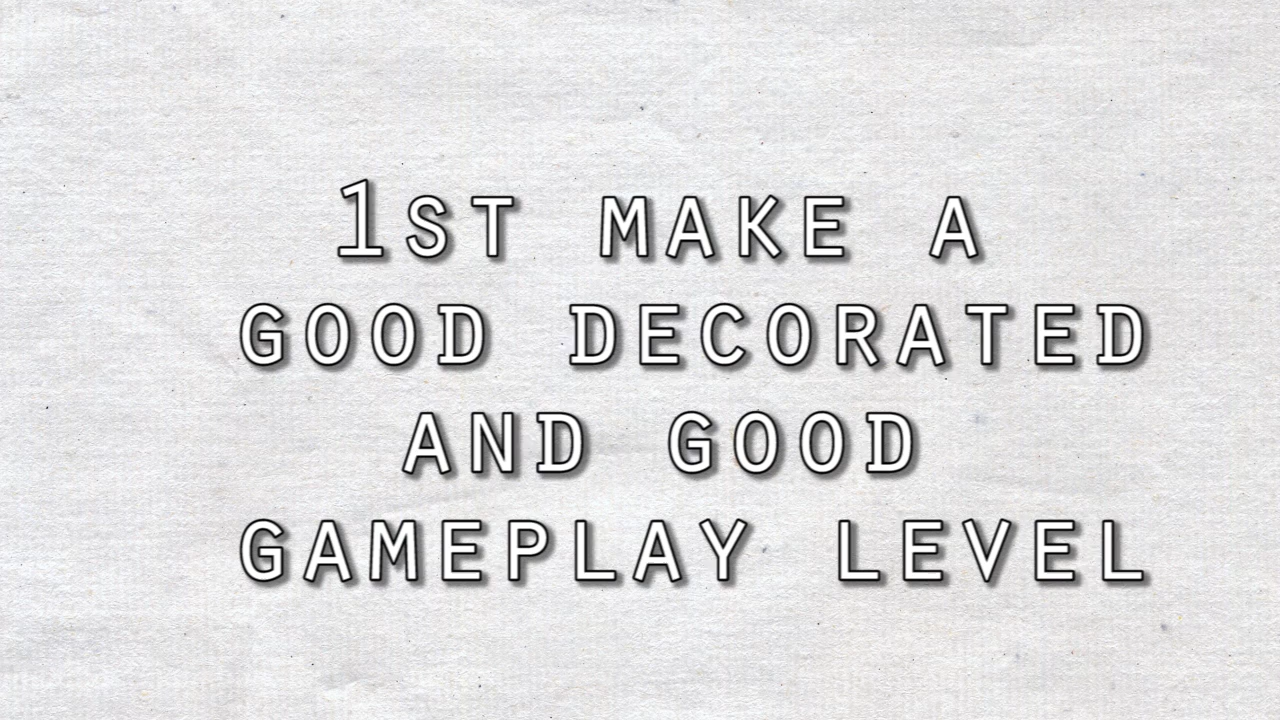 1ST MAKE A
GOOD DECORATED
AND GOOD
GAMEPLAY LEVEL